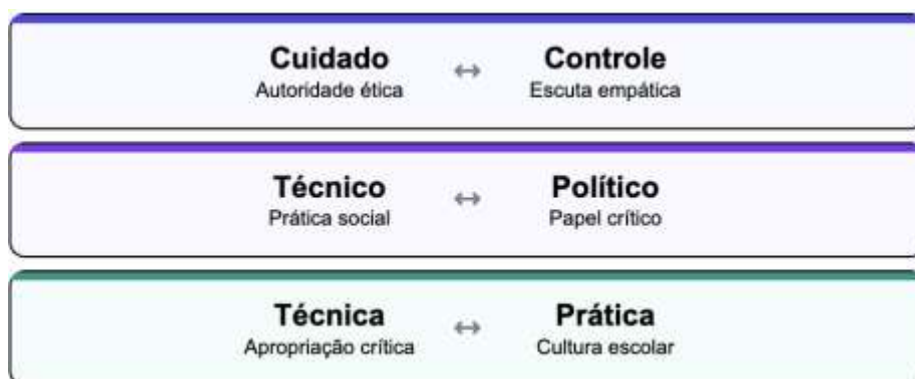 Cuidado ↔ Controle
Autoridade ética Escuta empática
Técnico ↔ Político
Prática social Papel crítico
Técnica ↔ Prática
Apropriação crítica Cultura escolar